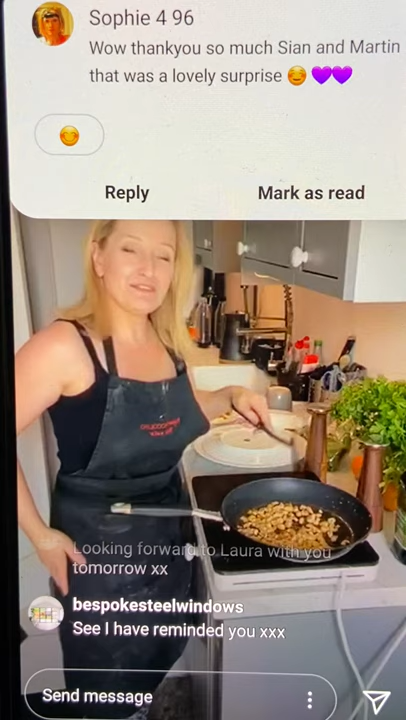 Sophie 4 96
Wow thankyou so much Sian and Martin
that was a lovely surprise 😊 💜💜
Reply
Mark as read
Looking forward to Laura with you
tomorrow xx
bespokesteelwindows
See I have reminded you xxx
Send message